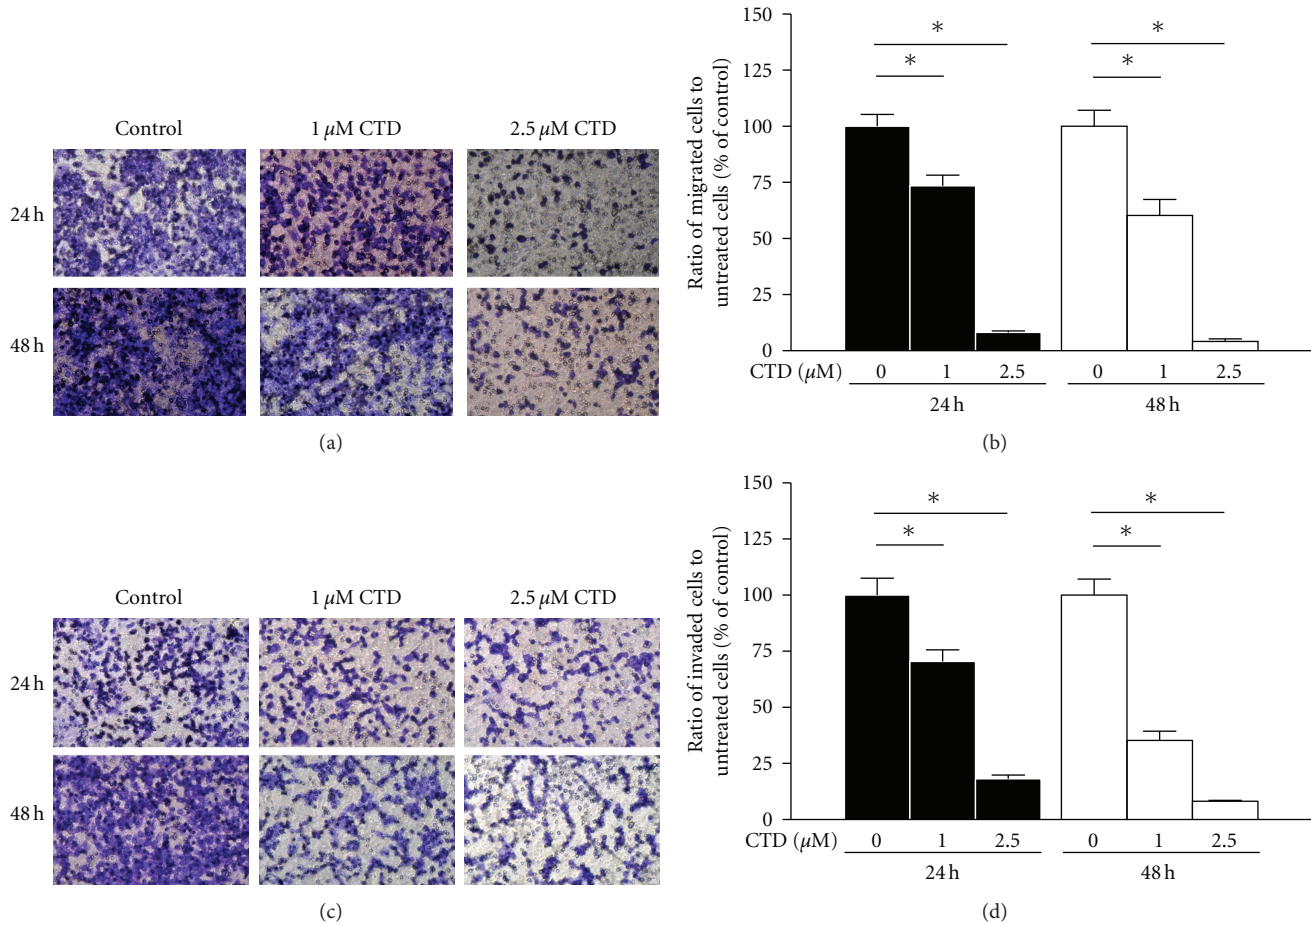 Control 1 μM CTD 2.5 μM CTD
24 h
48 h
(a)
Ratio of migrated cells to
untreated cells (% of control)
150
125
100
75
50
25
0
∗
∗
∗
∗
CTD (μM) 0 1 2.5 0 1 2.5
24 h 48 h
(b)
Control 1 μM CTD 2.5 μM CTD
24 h
48 h
(c)
Ratio of invaded cells to
untreated cells (% of control)
150
125
100
75
50
25
0
∗
∗
∗
∗
CTD (μM) 0 1 2.5 0 1 2.5
24 h 48 h
(d)